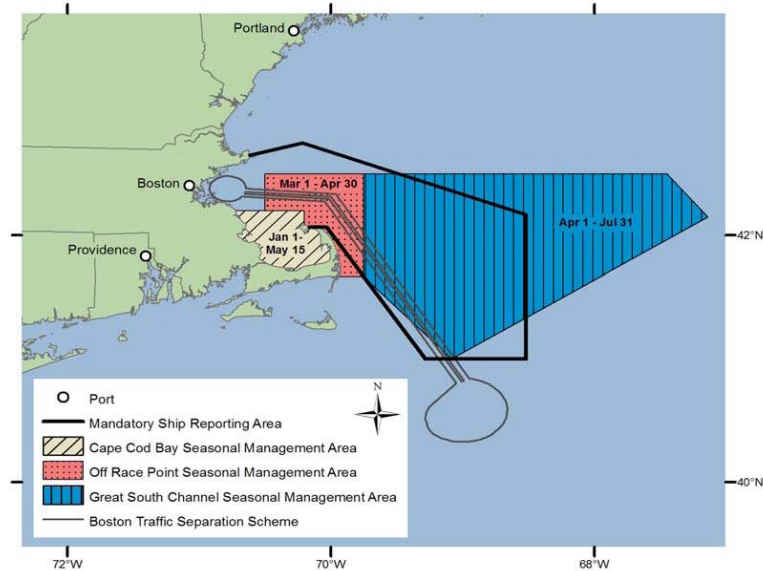 Portland
Boston
Mar 1 - Apr 30
Apr 1 - Jul 31
42°N
Jan 1-
May 15
Providence
N
Port
Mandatory Ship Reporting Area
Cape Cod Bay Seasonal Management Area
Off Race Point Seasonal Management Area
Great South Channel Seasonal Management Area
Boston Traffic Separation Scheme
40°N
72°W
70°W
68°W